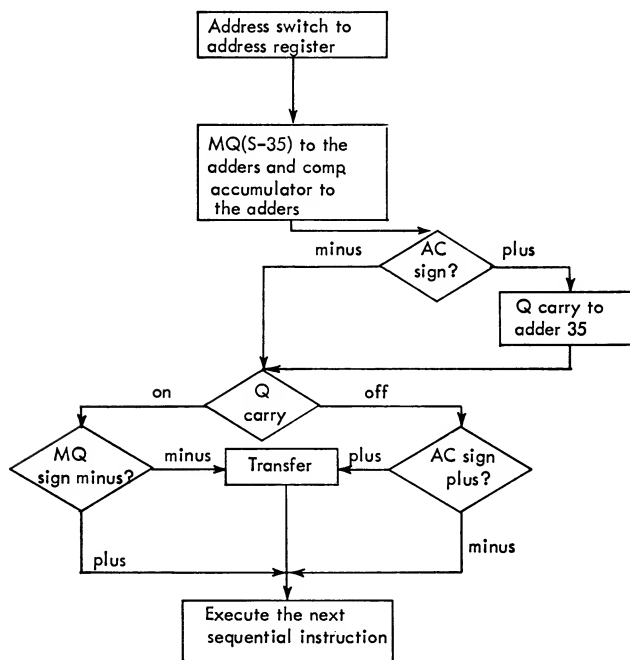 Address switch to
address register
MQ(S-35) to the
adders and comp.
accumulator to
the adders
minus
AC
sign?
plus
Q carry to
adder 35
on
Q
carry
off
MQ
sign minus?
minus
Transfer
plus
AC sign
plus?
plus
minus
Execute the next
sequential instruction